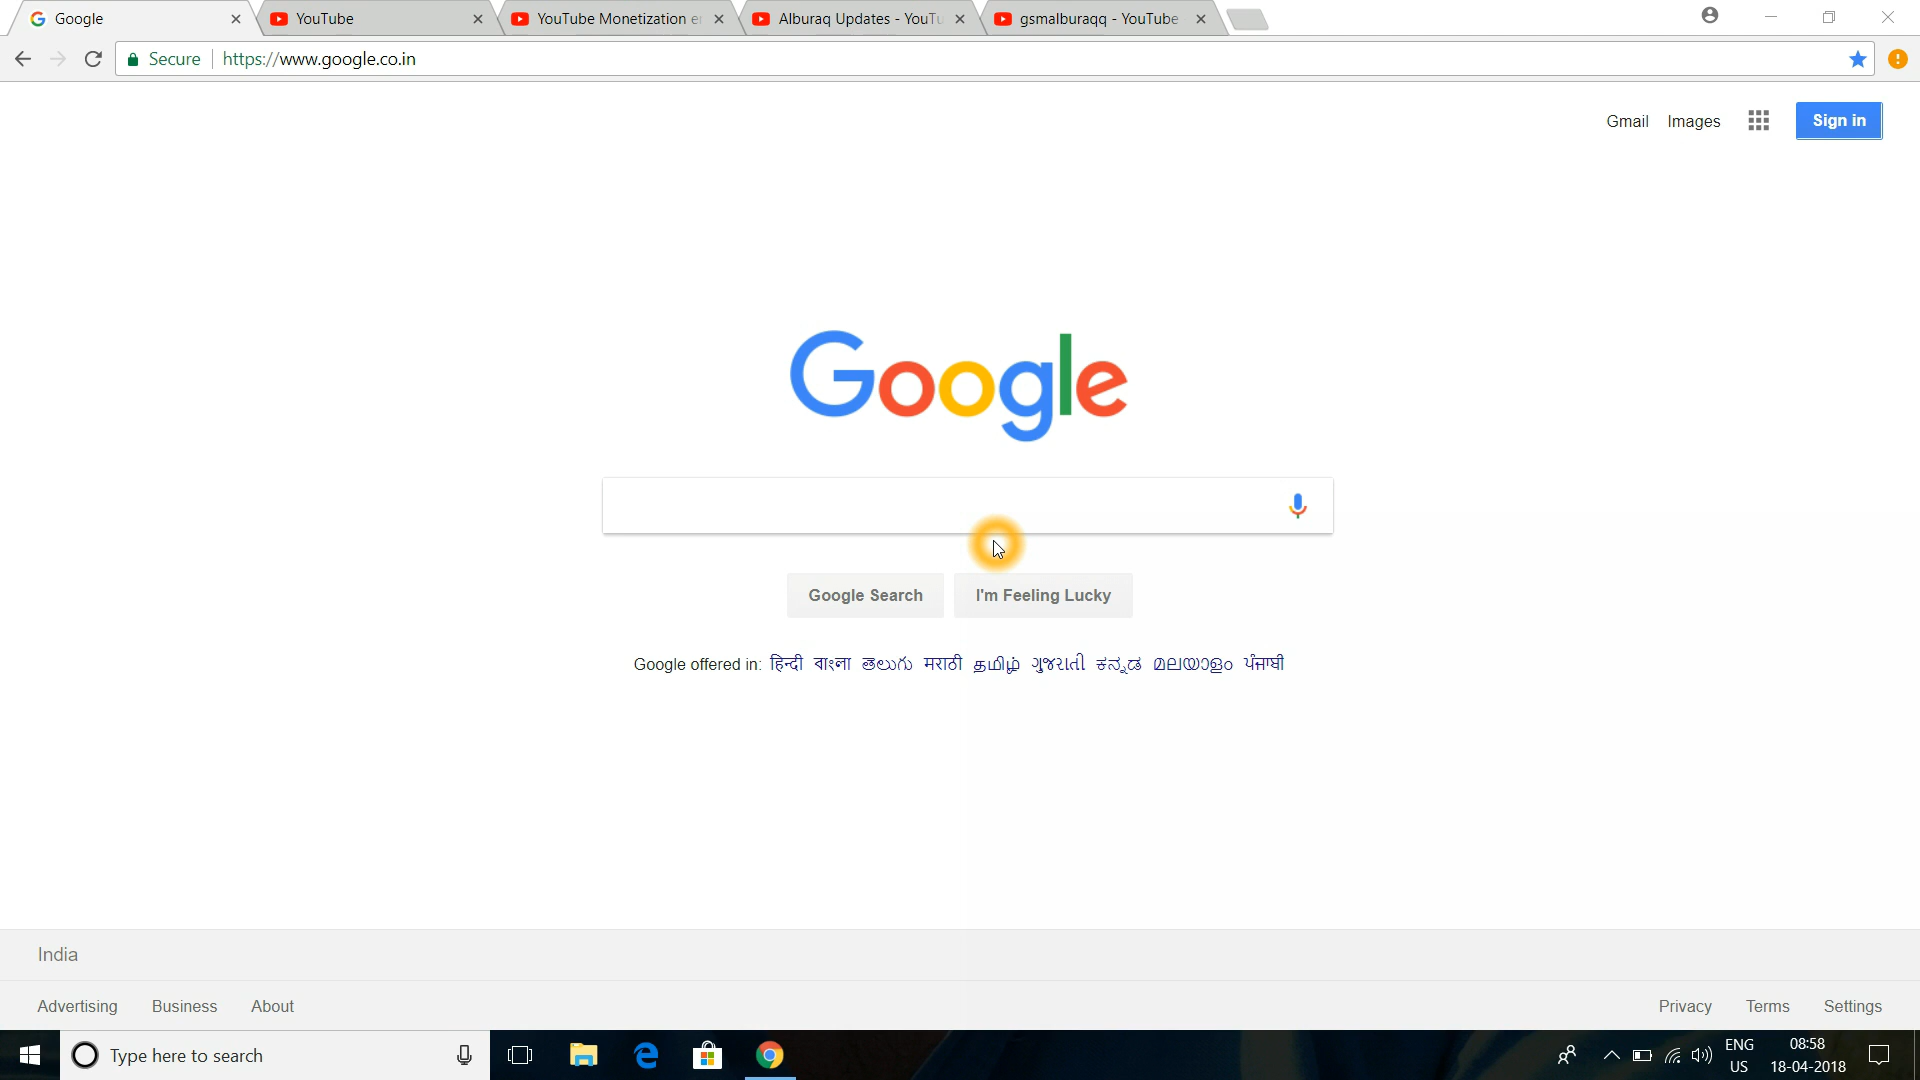 Google
YouTube
YouTube Monetization
Alburaq Updates - YouTu
gsmalburaqq - YouTube
Secure
https://www.google.co.in
Gmail Images Sign in
Google
Google Search I'm Feeling Lucky
Google offered in: हिन्दी বাংলা తెలుగు मराठी தமிழ் ગુજરાતી ಕನ್ನಡ മലയാളം ਪੰਜਾਬੀ
India
Advertising Business About
Privacy Terms Settings
Type here to search
ENG
US
08:58
18-04-2018